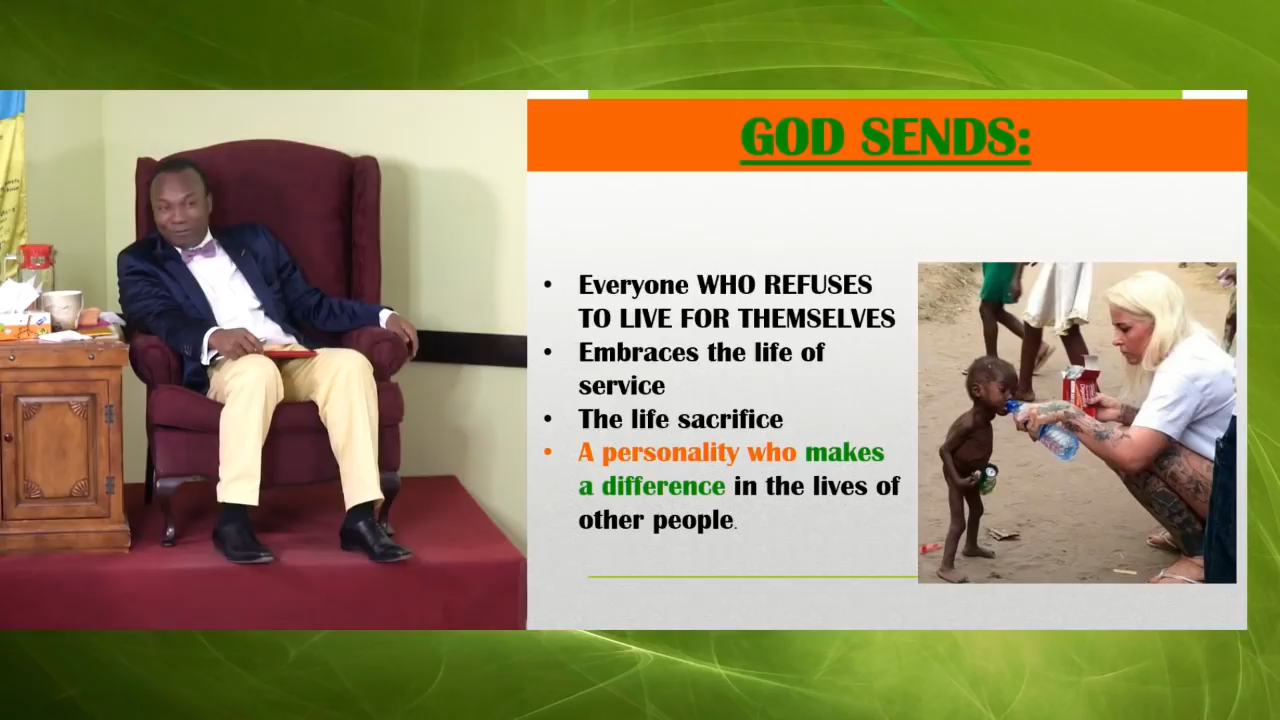 GOD SENDS:
• Everyone WHO REFUSES
TO LIVE FOR THEMSELVES
• Embraces the life of
service
• The life sacrifice
• A personality who makes
a difference in the lives of
other people.